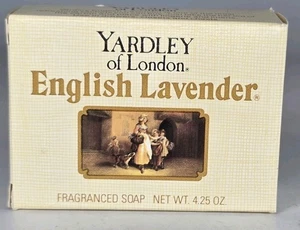 YARDLEY
of London®
English Lavender®
FRAGRANCED SOAP NET WT. 4.25 OZ.